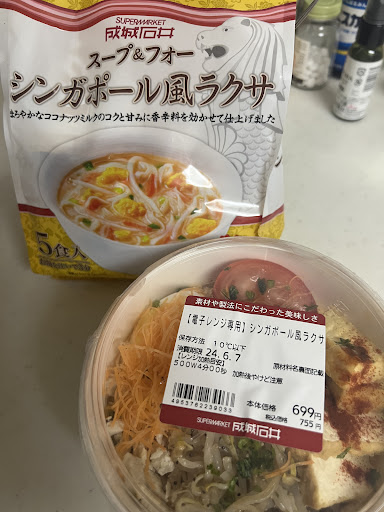 SUPERMARKET
成城石井
スープ&フォー
シンガポール風ラクサ
まろやかなココナッツミルクのコクと甘みに香辛料を効かせて仕上げました
5食入
素材や製法にこだわった美味しさ
【電子レンジ専用】シンガポール風ラクサ
保存方法 10℃以下
消費期限 24.6.7 原材料名裏面記載
【レンジ加熱目安】
500W4分00秒 加熱後やけど注意
本体価格 699円
税込価格 755円
4953762239033
SUPERMARKET 成城石井